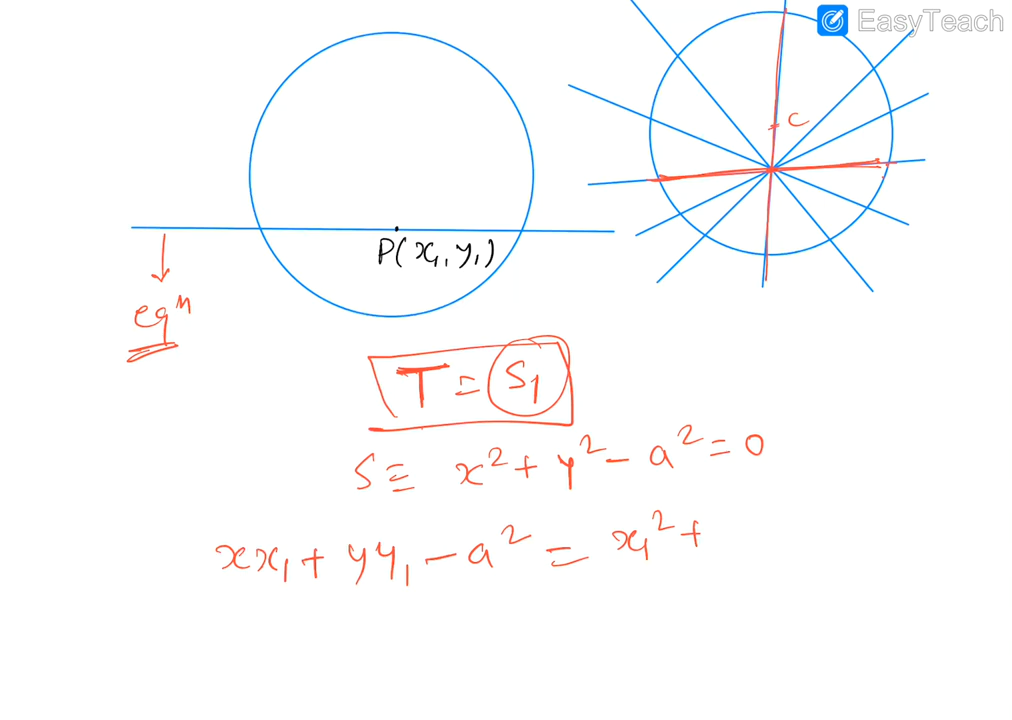 EasyTeach
C
P(x₁, y₁)
eqⁿ
T = S₁
S ≡ x² + y² - a² = 0
xx₁ + yy₁ - a² = x₁² +